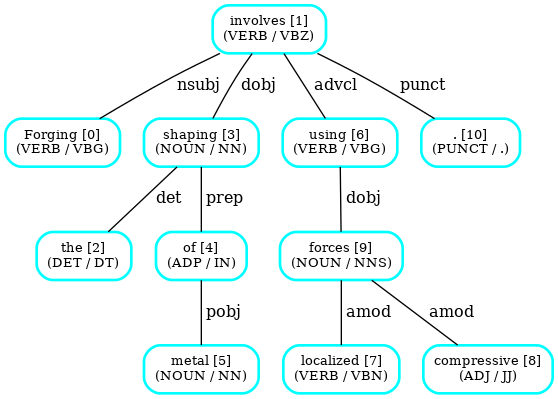 involves [1]
(VERB / VBZ)
nsubj
dobj
advcl
punct
Forging [0]
(VERB / VBG)
shaping [3]
(NOUN / NN)
using [6]
(VERB / VBG)
. [10]
(PUNCT / .)
det
prep
dobj
the [2]
(DET / DT)
of [4]
(ADP / IN)
forces [9]
(NOUN / NNS)
pobj
amod
amod
metal [5]
(NOUN / NN)
localized [7]
(VERB / VBN)
compressive [8]
(ADJ / JJ)